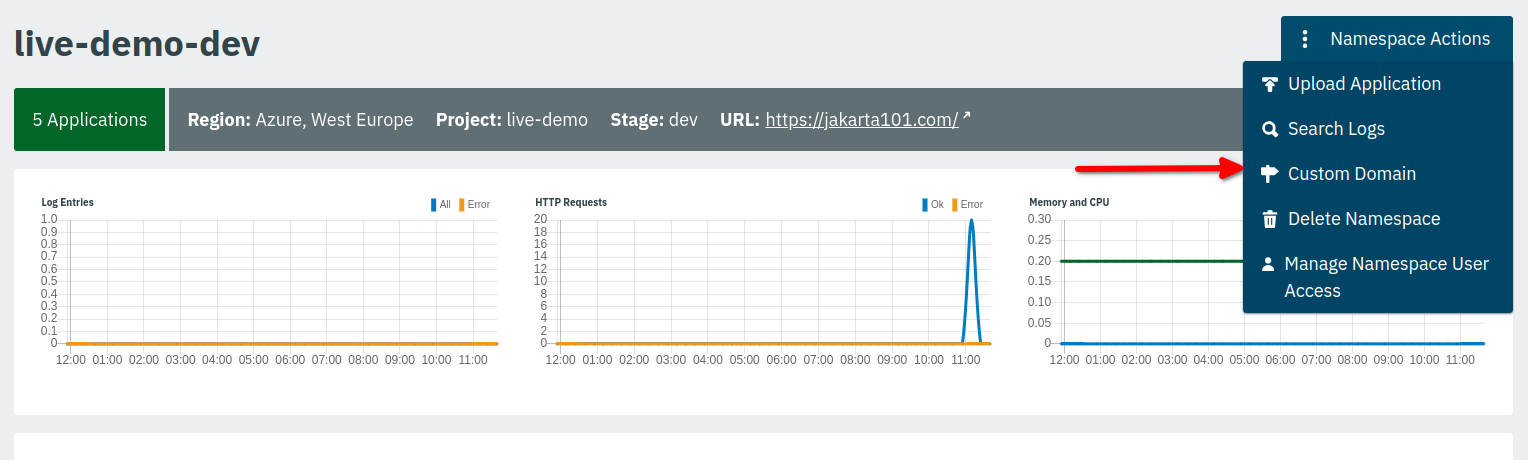 live-demo-dev
Namespace Actions
Upload Application
Search Logs
Custom Domain
Delete Namespace
Manage Namespace User
Access
5 Applications
Region: Azure, West Europe Project: live-demo Stage: dev URL: https://jakarta101.com/
Log Entries
All Error
1.0
0.9
0.8
0.7
0.6
0.5
0.4
0.3
0.2
0.1
0
12:00 01:00 02:00 03:00 04:00 05:00 06:00 07:00 08:00 09:00 10:00 11:00
HTTP Requests
Ok Error
20
18
16
14
12
10
8
6
4
2
0
12:00 01:00 02:00 03:00 04:00 05:00 06:00 07:00 08:00 09:00 10:00 11:00
Memory and CPU
0.30
0.25
0.20
0.15
0.10
0.05
0
12:00 01:00 02:00 03:00 04:00 05:00 06:00 07:00 08:00 09:00 10:00 11:00